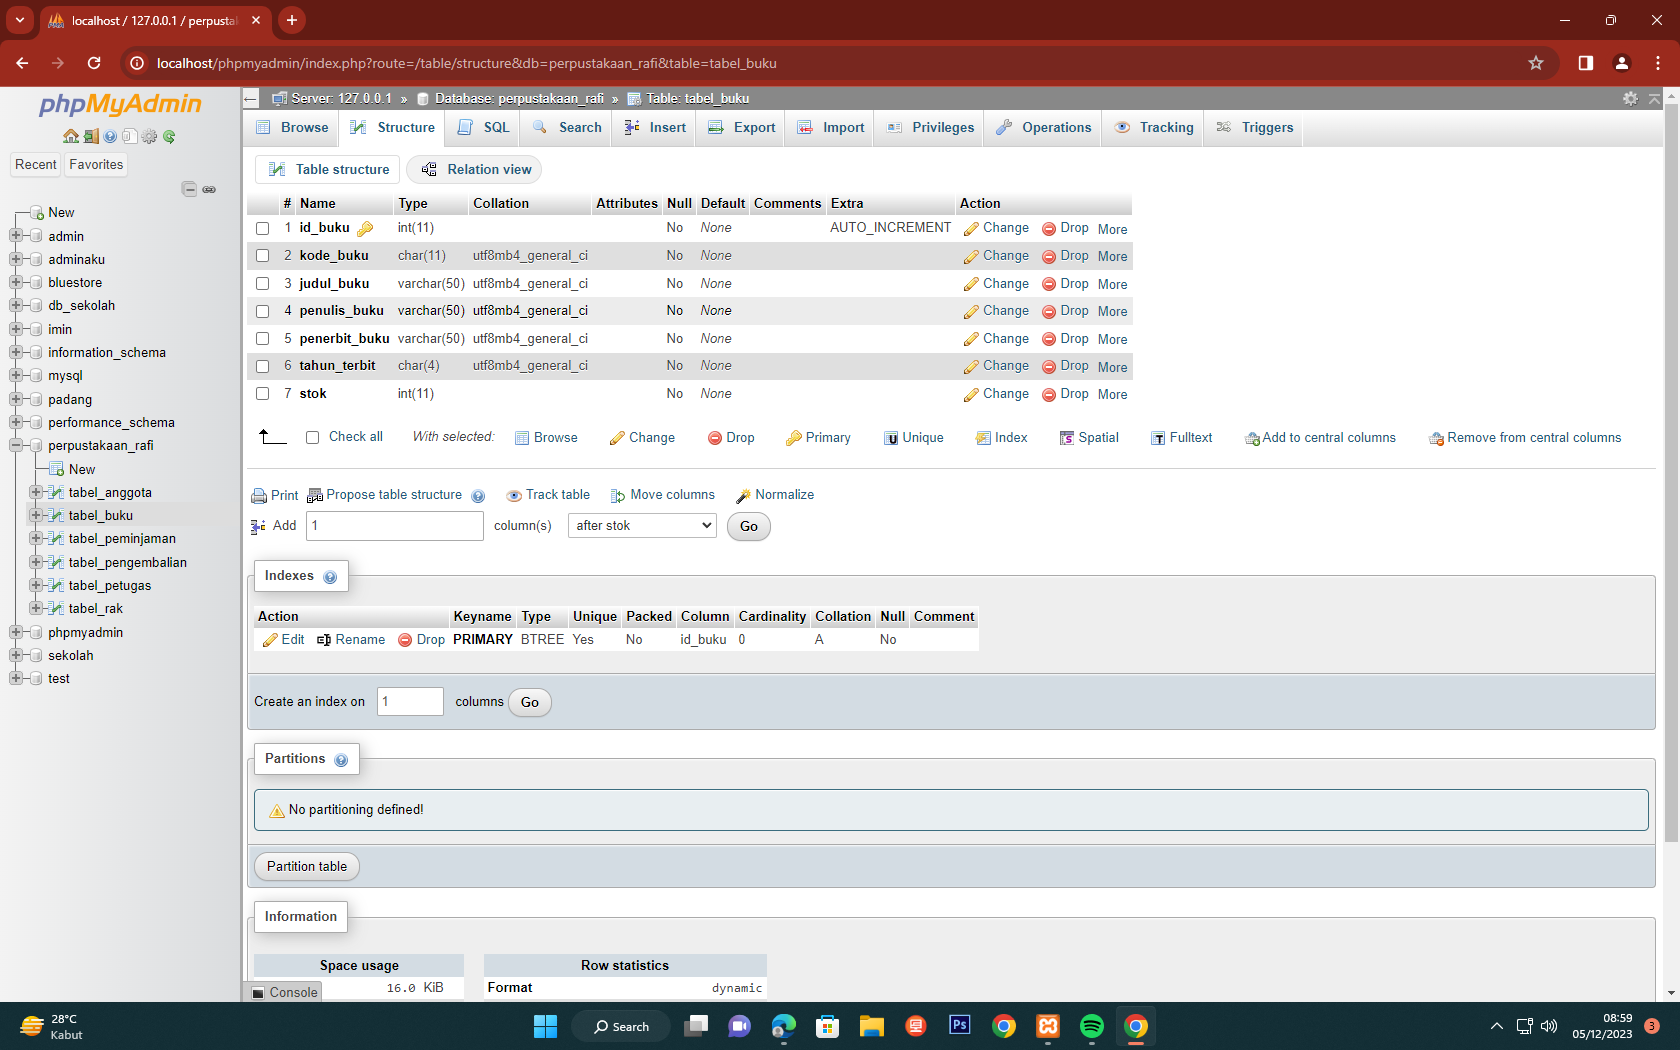 localhost / 127.0.0.1 / perpusta
localhost/phpmyadmin/index.php?route=/table/structure&db=perpustakaan_rafi&table=tabel_buku
phpMyAdmin
Recent Favorites
New
admin
adminaku
bluestore
db_sekolah
imin
information_schema
mysql
padang
performance_schema
perpustakaan_rafi
New
tabel_anggota
tabel_buku
tabel_peminjaman
tabel_pengembalian
tabel_petugas
tabel_rak
phpmyadmin
sekolah
test
Server: 127.0.0.1 » Database: perpustakaan_rafi » Table: tabel_buku
Browse Structure SQL Search Insert Export Import Privileges Operations Tracking Triggers
Table structure Relation view
# Name Type Collation Attributes Null Default Comments Extra Action
1 id_buku int(11) No None AUTO_INCREMENT Change Drop More
2 kode_buku char(11) utf8mb4_general_ci No None Change Drop More
3 judul_buku varchar(50) utf8mb4_general_ci No None Change Drop More
4 penulis_buku varchar(50) utf8mb4_general_ci No None Change Drop More
5 penerbit_buku varchar(50) utf8mb4_general_ci No None Change Drop More
6 tahun_terbit char(4) utf8mb4_general_ci No None Change Drop More
7 stok int(11) No None Change Drop More
Check all With selected: Browse Change Drop Primary Unique Index Spatial Fulltext Add to central columns Remove from central columns
Print Propose table structure Track table Move columns Normalize
Add 1 column(s) after stok Go
Indexes
Action Keyname Type Unique Packed Column Cardinality Collation Null Comment
Edit Rename Drop PRIMARY BTREE Yes No id_buku 0 A No
Create an index on 1 columns Go
Partitions
No partitioning defined!
Partition table
Information
Space usage Row statistics
16.0 KiB Format dynamic
Console
28°C
Kabut
Search
Ps
08:59
05/12/2023
3